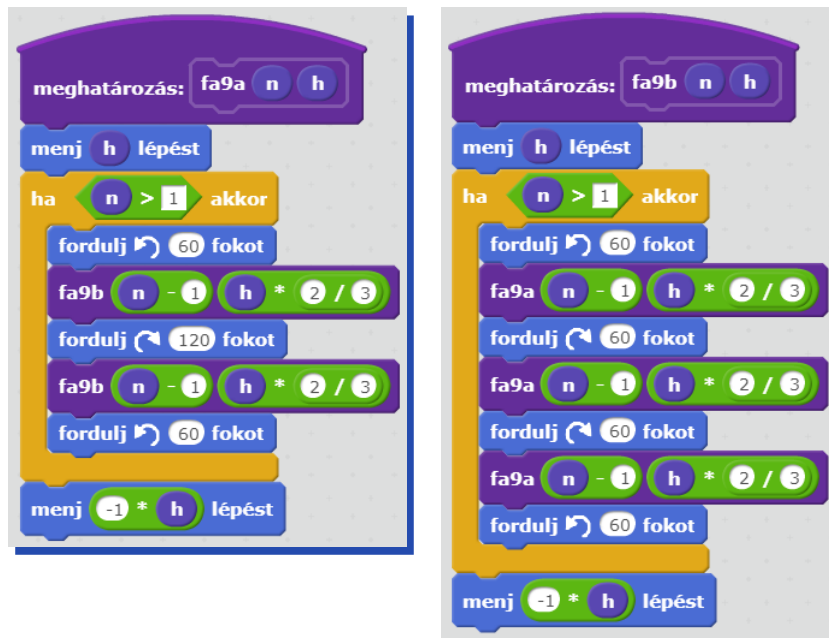 meghatározás: fa9a n h
menj h lépést
ha n > 1 akkor
fordulj 60 fokot
fa9b n - 1 h * 2 / 3
fordulj 120 fokot
fa9b n - 1 h * 2 / 3
fordulj 60 fokot
menj -1 * h lépést
meghatározás: fa9b n h
menj h lépést
ha n > 1 akkor
fordulj 60 fokot
fa9a n - 1 h * 2 / 3
fordulj 60 fokot
fa9a n - 1 h * 2 / 3
fordulj 60 fokot
fa9a n - 1 h * 2 / 3
fordulj 60 fokot
menj -1 * h lépést